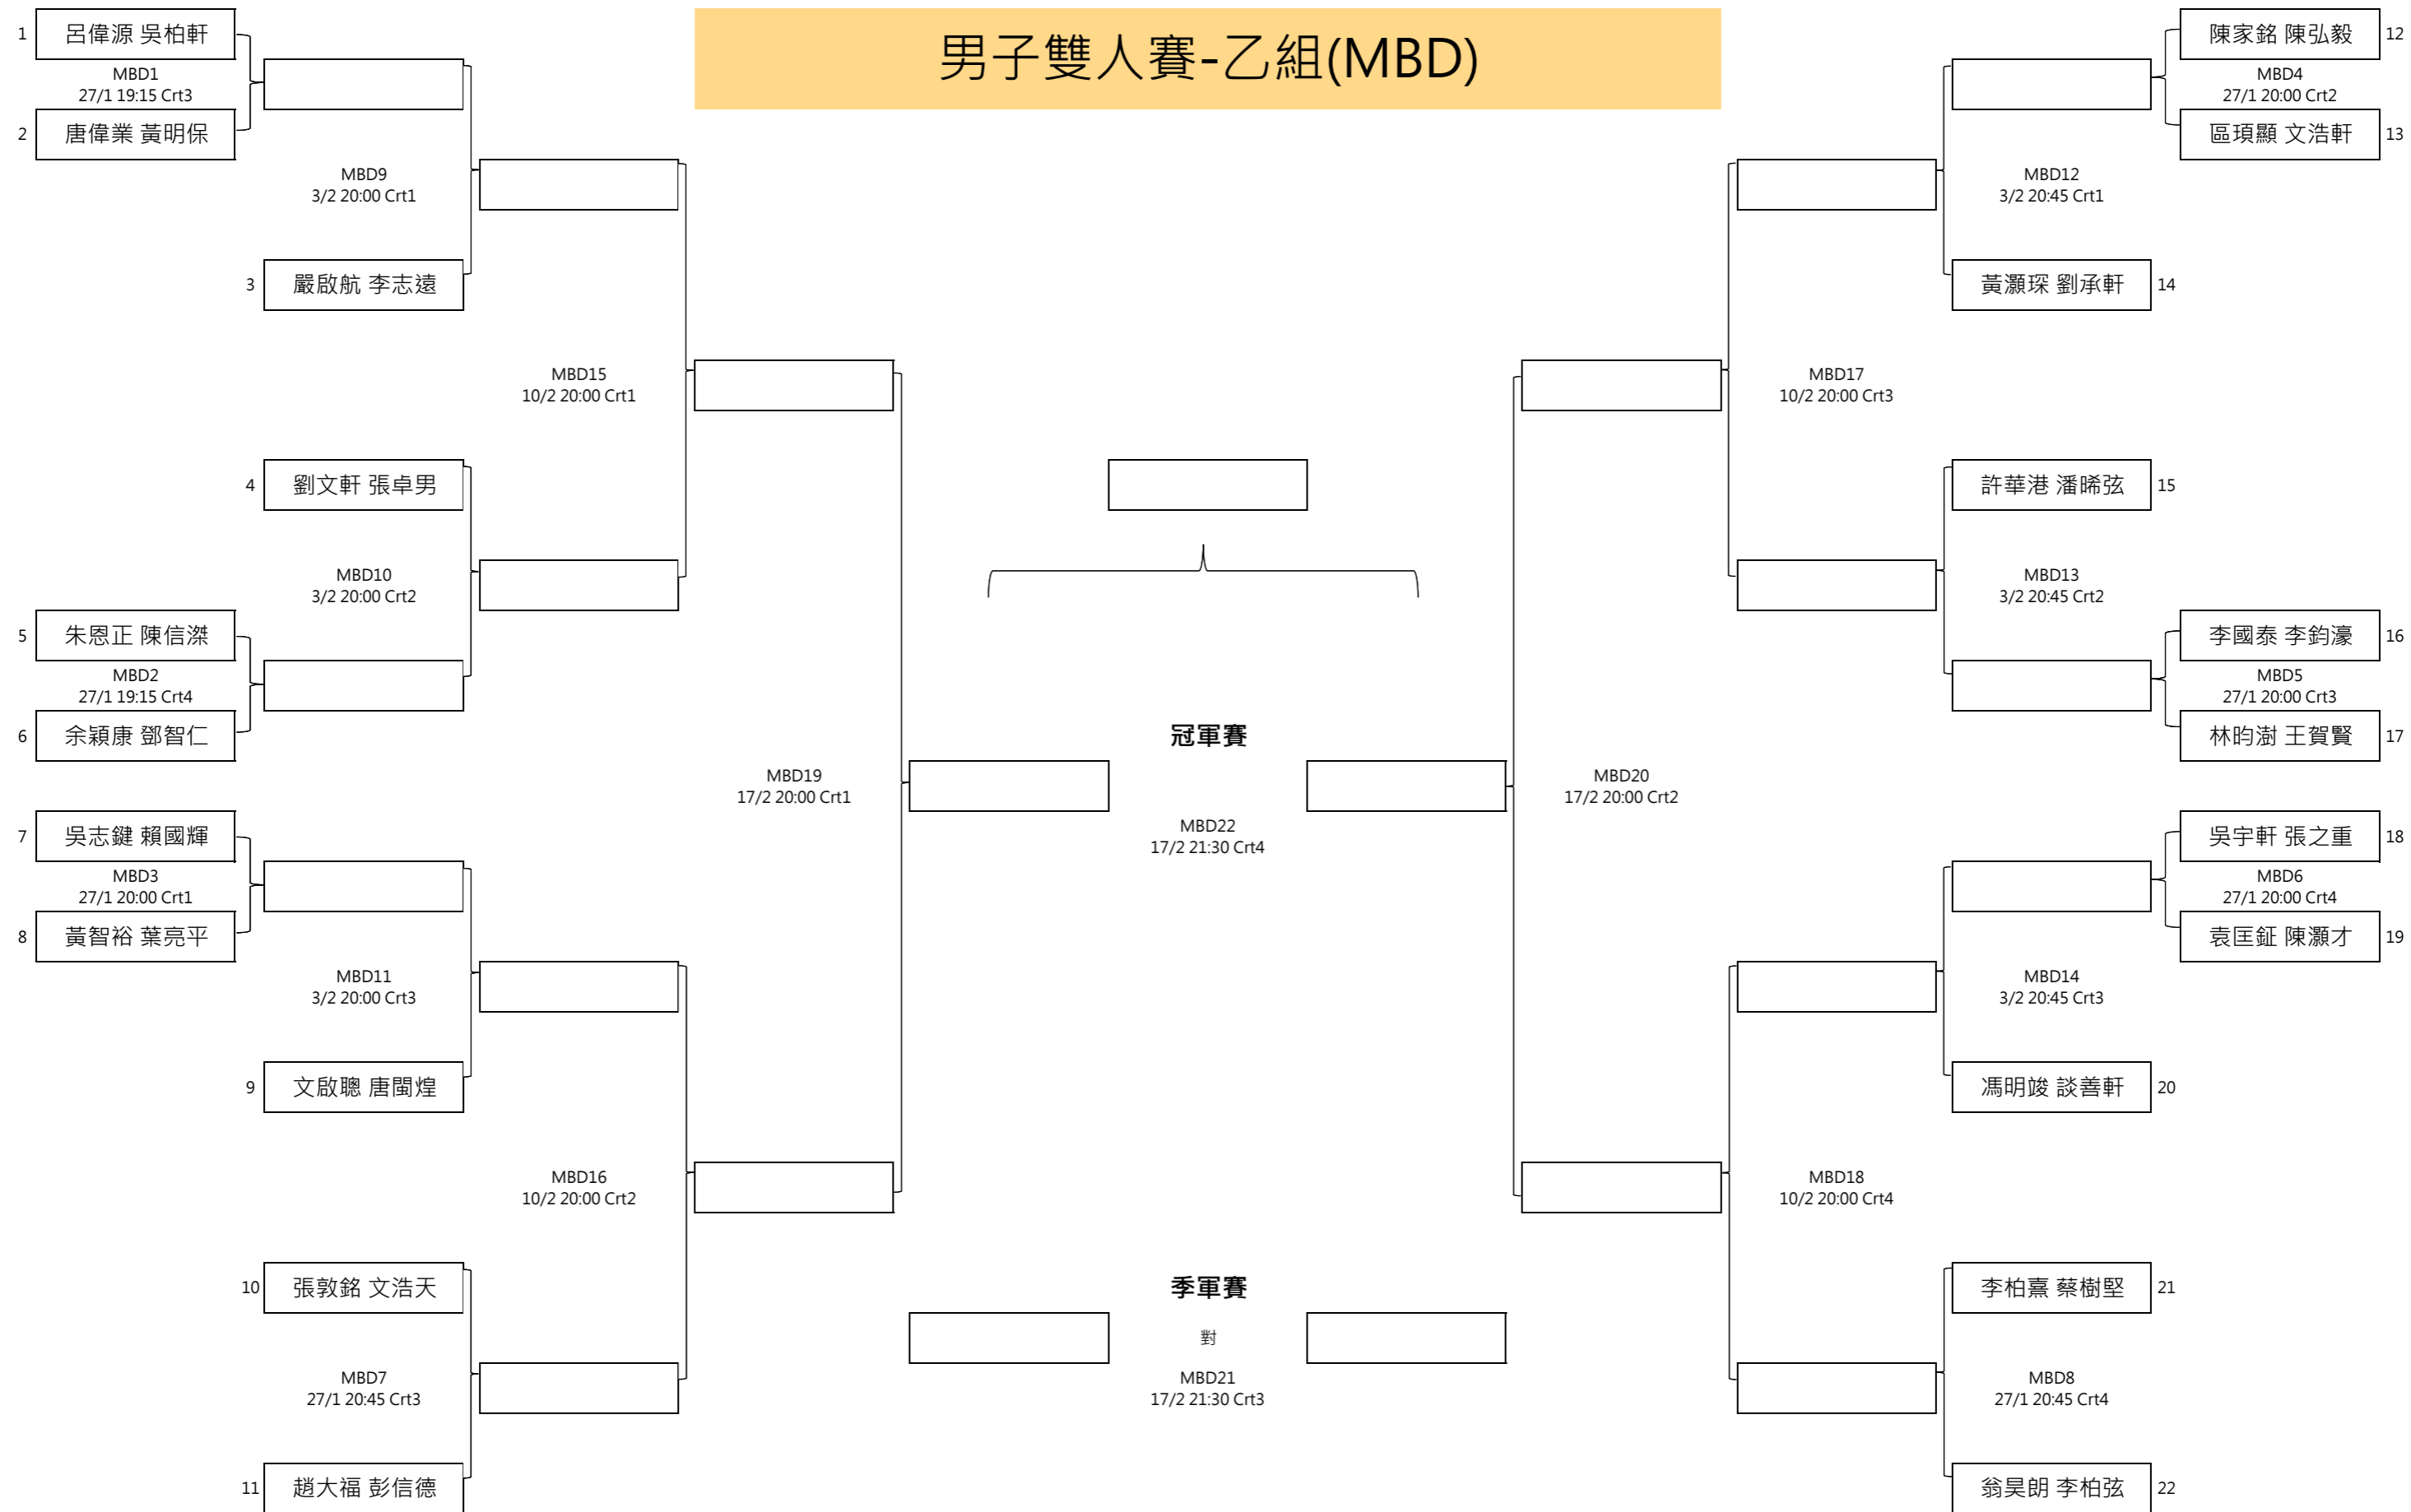 男子雙人賽-乙組(MBD)
1
呂偉源 吳柏軒
MBD1
27/1 19:15 Crt3
2
唐偉業 黃明保
MBD9
3/2 20:00 Crt1
3
嚴啟航 李志遠
MBD15
10/2 20:00 Crt1
4
劉文軒 張卓男
MBD10
3/2 20:00 Crt2
5
朱恩正 陳信滐
MBD2
27/1 19:15 Crt4
6
余穎康 鄧智仁
MBD19
17/2 20:00 Crt1
7
吳志鍵 賴國輝
MBD3
27/1 20:00 Crt1
8
黃智裕 葉亮平
MBD11
3/2 20:00 Crt3
9
文啟聰 唐閩煌
MBD16
10/2 20:00 Crt2
10
張敦銘 文浩天
MBD7
27/1 20:45 Crt3
11
趙大福 彭信德
冠軍賽
MBD22
17/2 21:30 Crt4
季軍賽
對
MBD21
17/2 21:30 Crt3
陳家銘 陳弘毅
12
MBD4
27/1 20:00 Crt2
區頊顯 文浩軒
13
MBD12
3/2 20:45 Crt1
黃灝琛 劉承軒
14
MBD17
10/2 20:00 Crt3
許華港 潘晞弦
15
MBD13
3/2 20:45 Crt2
李國泰 李鈞濠
16
MBD5
27/1 20:00 Crt3
林昀澍 王賀賢
17
MBD20
17/2 20:00 Crt2
吳宇軒 張之重
18
MBD6
27/1 20:00 Crt4
袁匡鉦 陳灝才
19
MBD14
3/2 20:45 Crt3
馮明竣 談善軒
20
MBD18
10/2 20:00 Crt4
李柏熹 蔡樹堅
21
MBD8
27/1 20:45 Crt4
翁昊朗 李柏弦
22